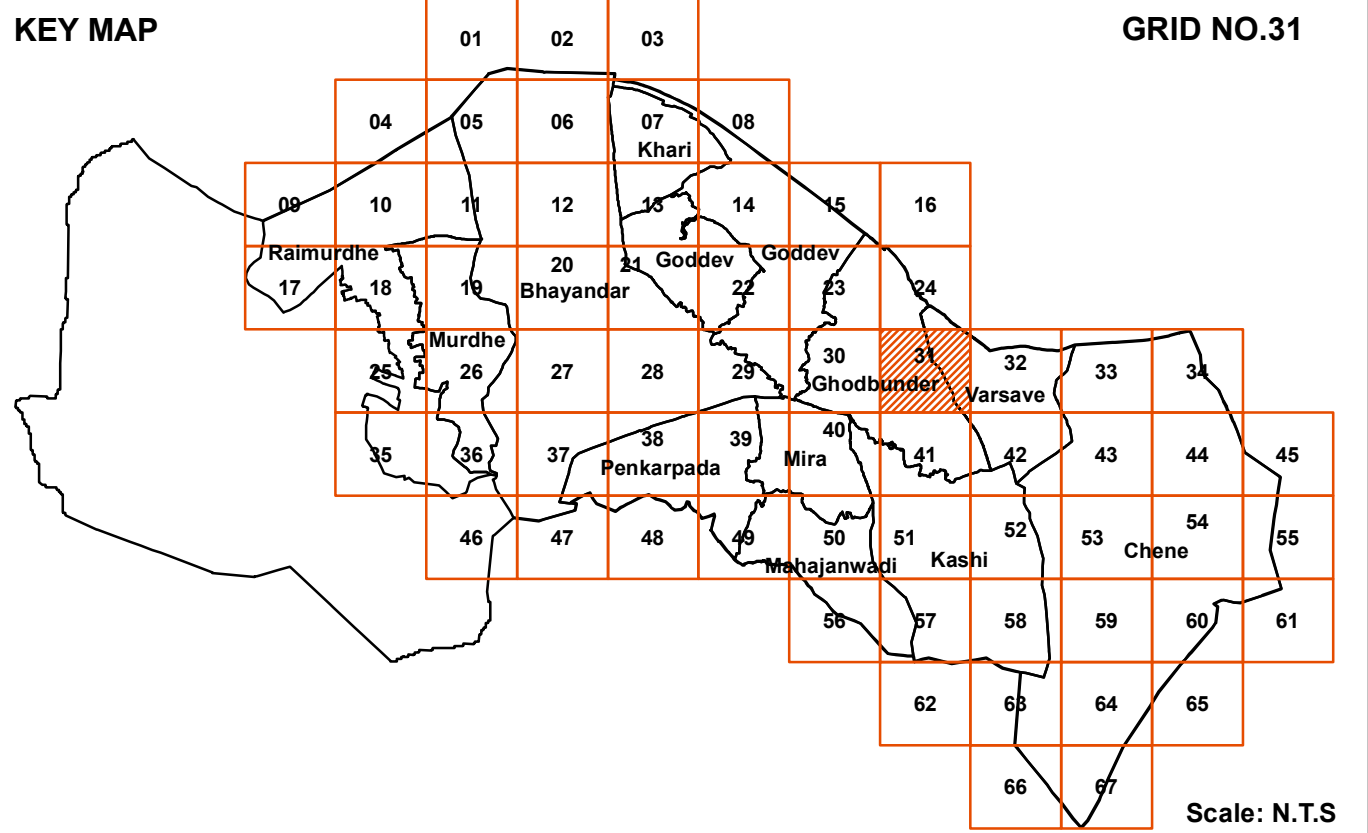 KEY MAP
GRID NO.31
01 02 03
04 05 06 07 08
Khari
09 10 11 12 13 14 15 16
Raimurdhe Goddev Goddev
17 18 19 20 21 22 23 24
Bhayandar
Murdhe
25 26 27 28 29 30 31 32 33 34
Ghodbunder
Varsave
35 36 37 38 39 40 41 42 43 44 45
Penkarpada Mira
46 47 48 49 50 51 52 53 54 55
Mahajanwadi Kashi Chene
56 57 58 59 60 61
62 63 64 65
66 67
Scale: N.T.S